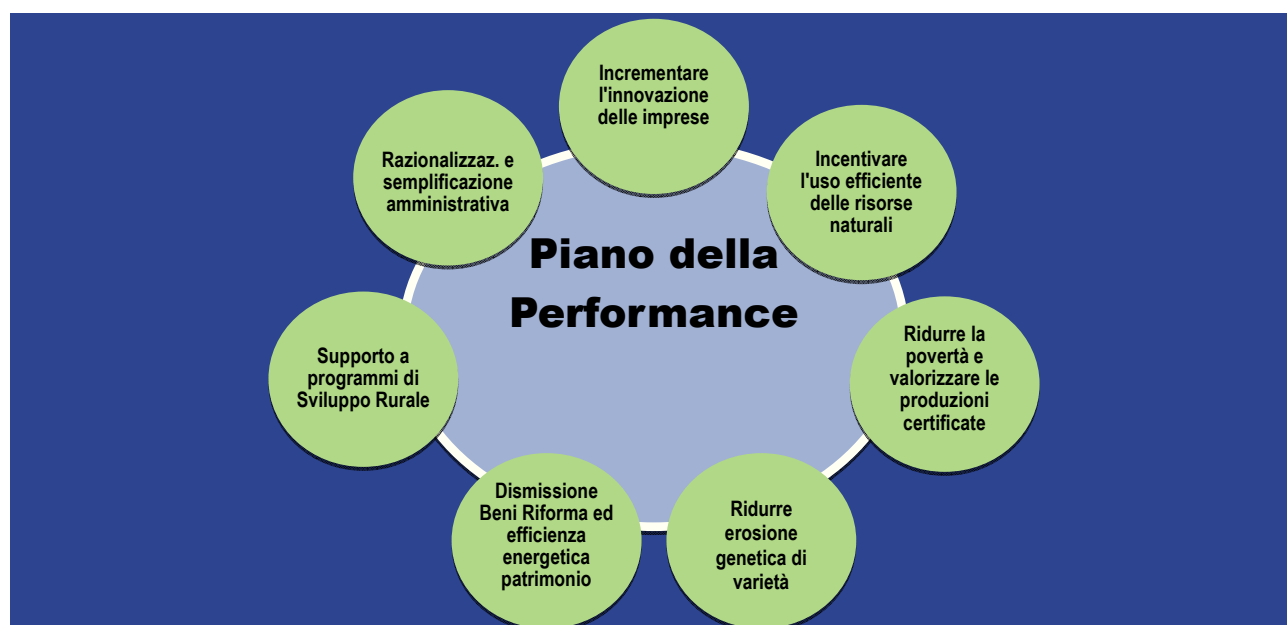 Incrementare
l'innovazione
delle imprese
Incentivare
l'uso efficiente
delle risorse
naturali
Ridurre la
povertà e
valorizzare le
produzioni
certificate
Ridurre
erosione
genetica di
varietà
Dismissione
Beni Riforma ed
efficienza
energetica
patrimonio
Supporto a
programmi di
Sviluppo Rurale
Razionalizzaz. e
semplificazione
amministrativa
Piano della
Performance